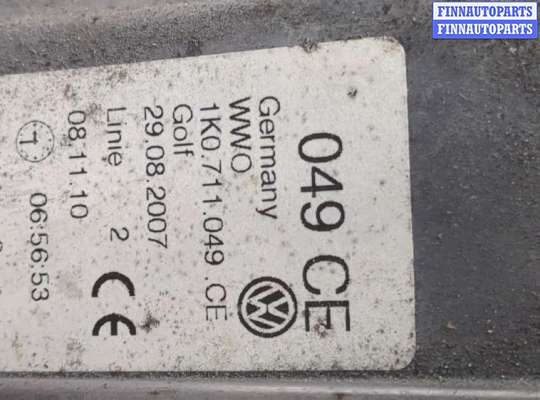 FINNAUTOPARTS
FINNAUTOPARTS
049 CE
Germany
WWO
1K0.711.049 .CE
Golf
29.08.2007
Linie 2
08.11.10
06:56:53
CE